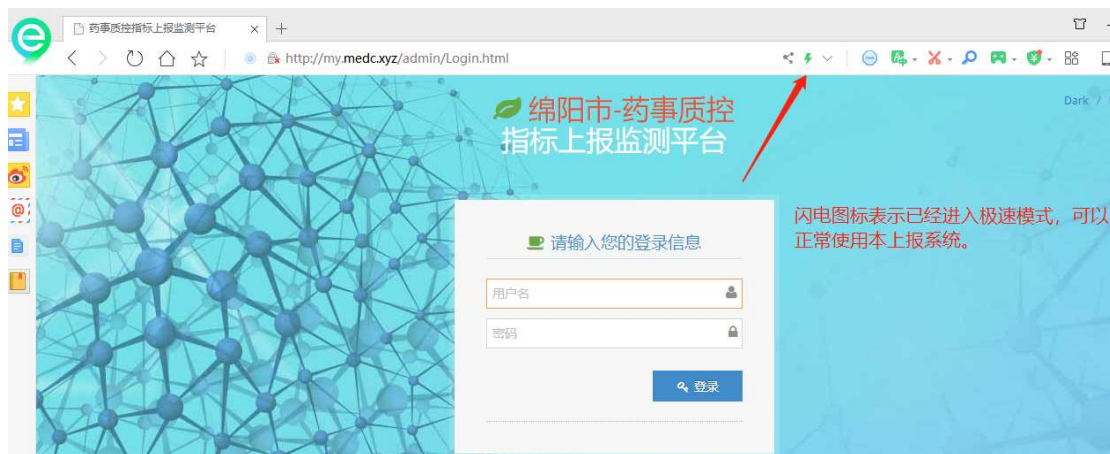 药事质控指标上报监测平台
http://my.medc.xyz/admin/Login.html
Dark /
绵阳市-药事质控
指标上报监测平台
闪电图标表示已经进入极速模式，可以
正常使用本上报系统。
请输入您的登录信息
用户名
密码
登录